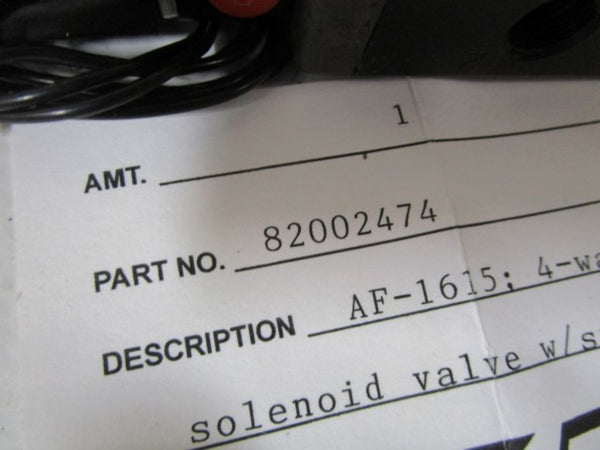 AMT. 1
PART NO. 82002474
DESCRIPTION AF-1615; 4-wa
solenoid valve w/s